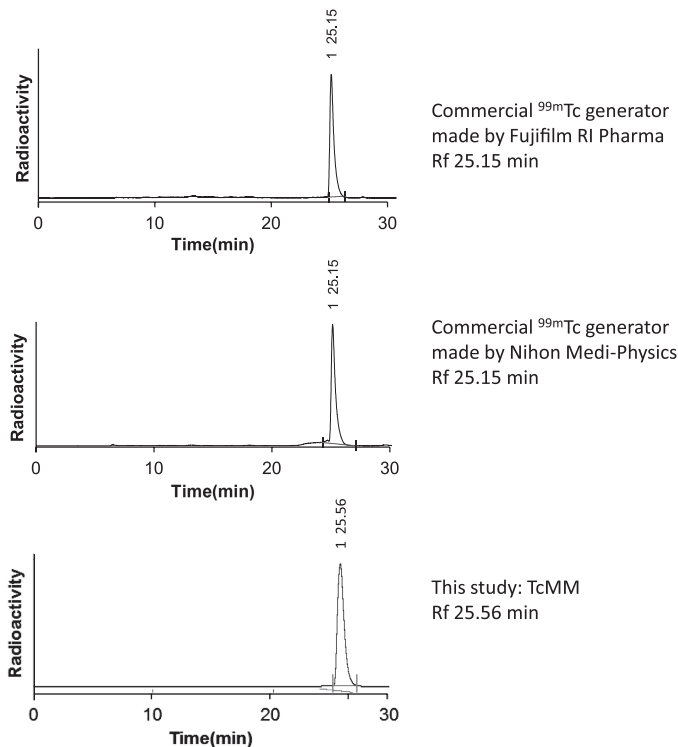 1 25.15
Radioactivity
0 10 20 30
Time(min)
Commercial ⁹⁹ᵐTc generator
made by Fujifilm RI Pharma
Rf 25.15 min
1 25.15
Radioactivity
0 10 20 30
Time(min)
Commercial ⁹⁹ᵐTc generator
made by Nihon Medi-Physics
Rf 25.15 min
1 25.56
Radioactivity
0 10 20 30
Time(min)
This study: TcMM
Rf 25.56 min